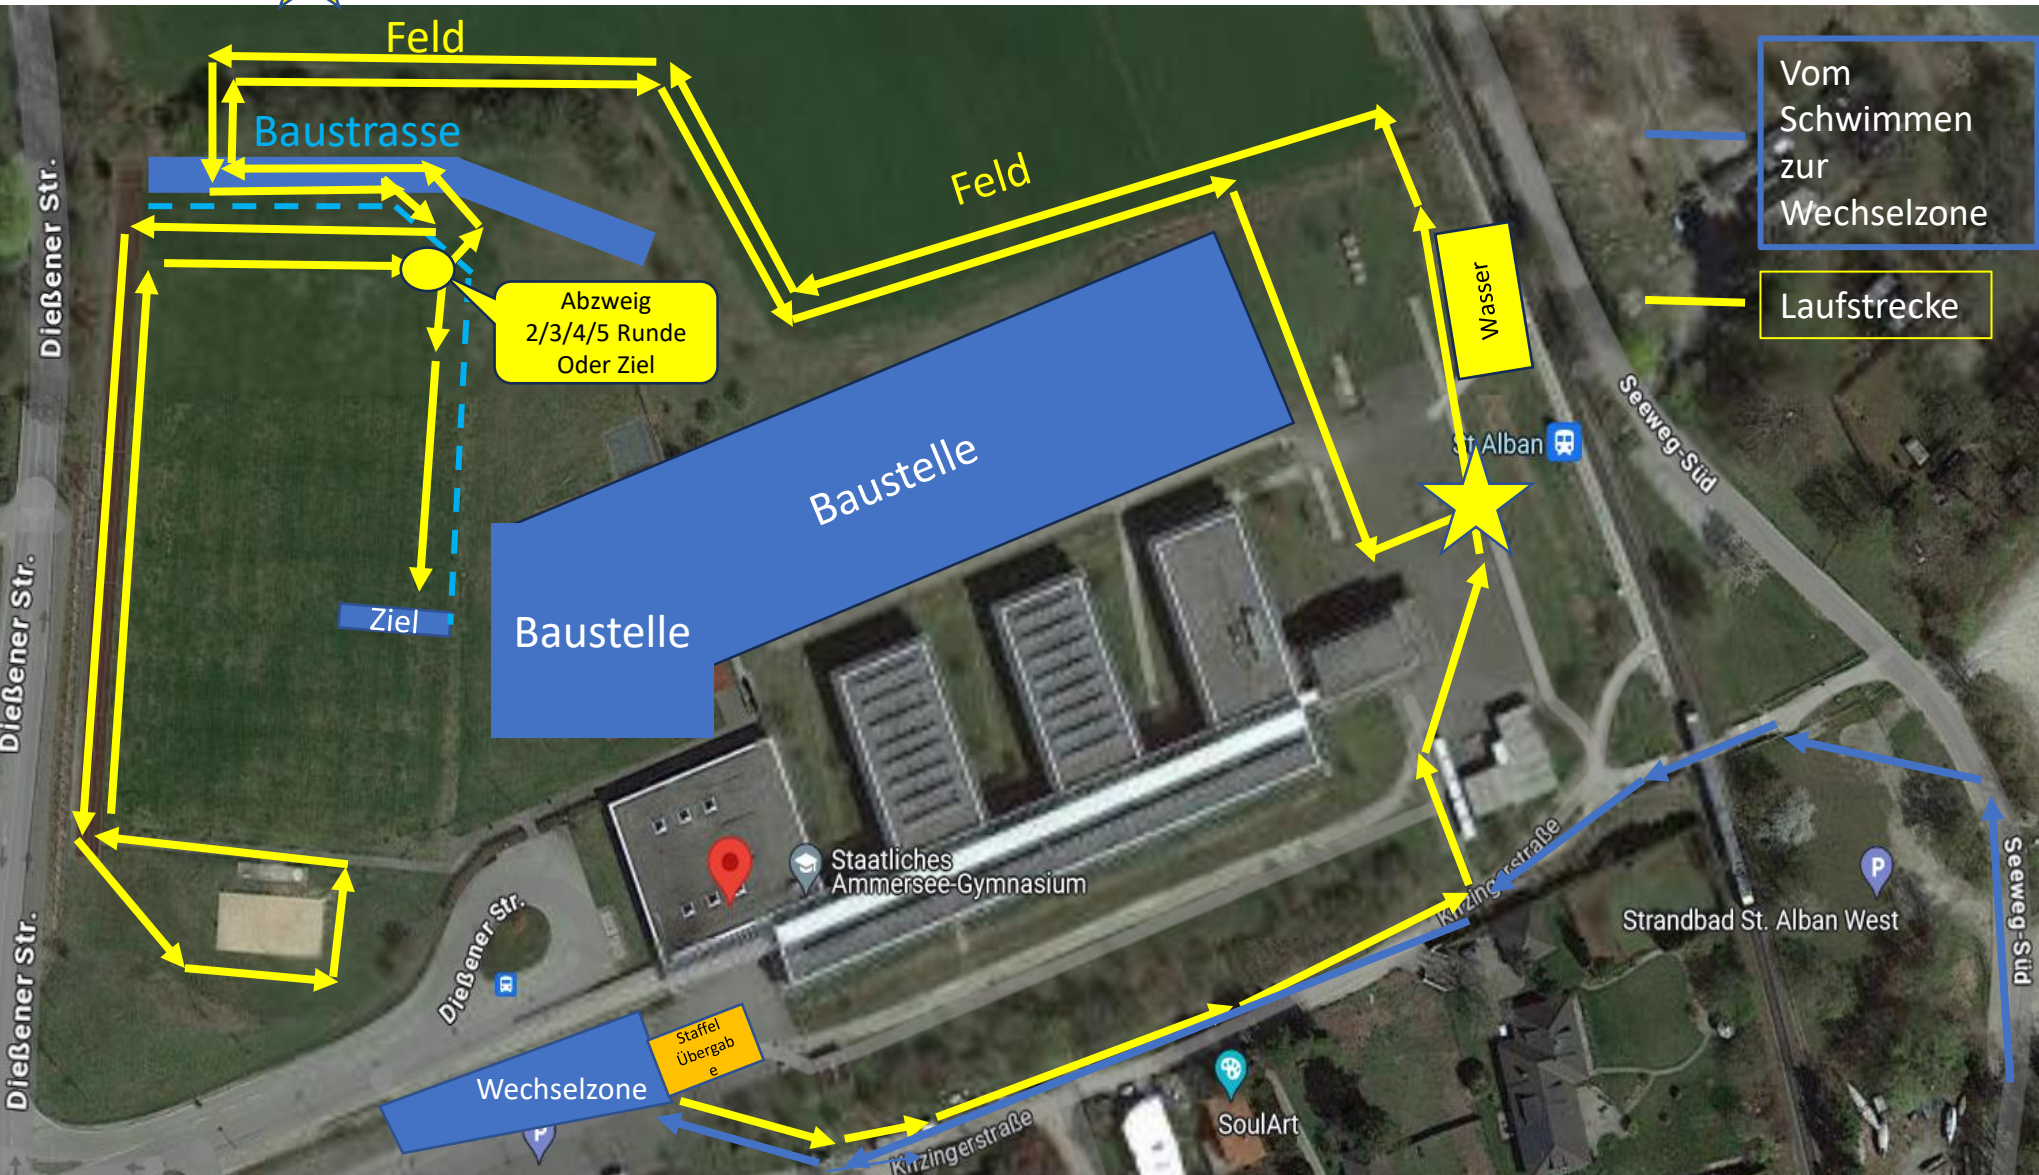 Feld
Baustrasse
Feld
Vom
Schwimmen
zur
Wechselzone
Laufstrecke
Wasser
Abzweig
2/3/4/5 Runde
Oder Ziel
Dießener Str.
Seeweg-Süd
St Alban
Baustelle
Baustelle
Ziel
Dießener Str.
Staatliches
Ammersee-Gymnasium
P
Kitzingerstraße
Strandbad St. Alban West
Seeweg-Süd
Dießener Str.
Dießener Str.
Staffel
Übergab
e
Wechselzone
P
SoulArt
Kitzingerstraße